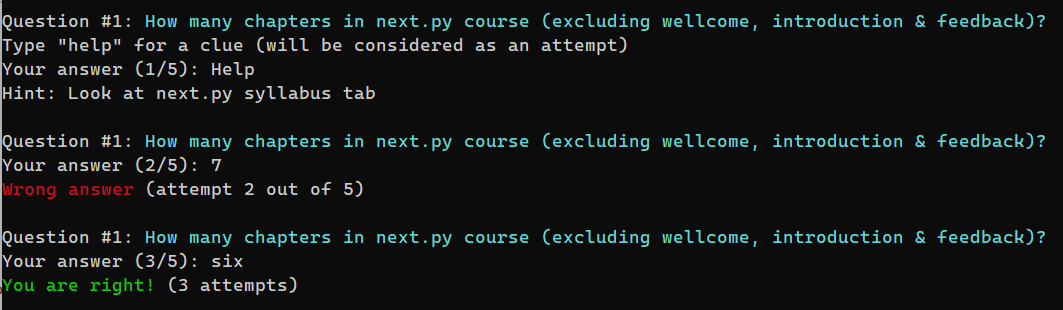 Question #1: How many chapters in next.py course (excluding wellcome, introduction & feedback)?
Type "help" for a clue (will be considered as an attempt)
Your answer (1/5): Help
Hint: Look at next.py syllabus tab
Question #1: How many chapters in next.py course (excluding wellcome, introduction & feedback)?
Your answer (2/5): 7
Wrong answer (attempt 2 out of 5)
Question #1: How many chapters in next.py course (excluding wellcome, introduction & feedback)?
Your answer (3/5): six
You are right! (3 attempts)